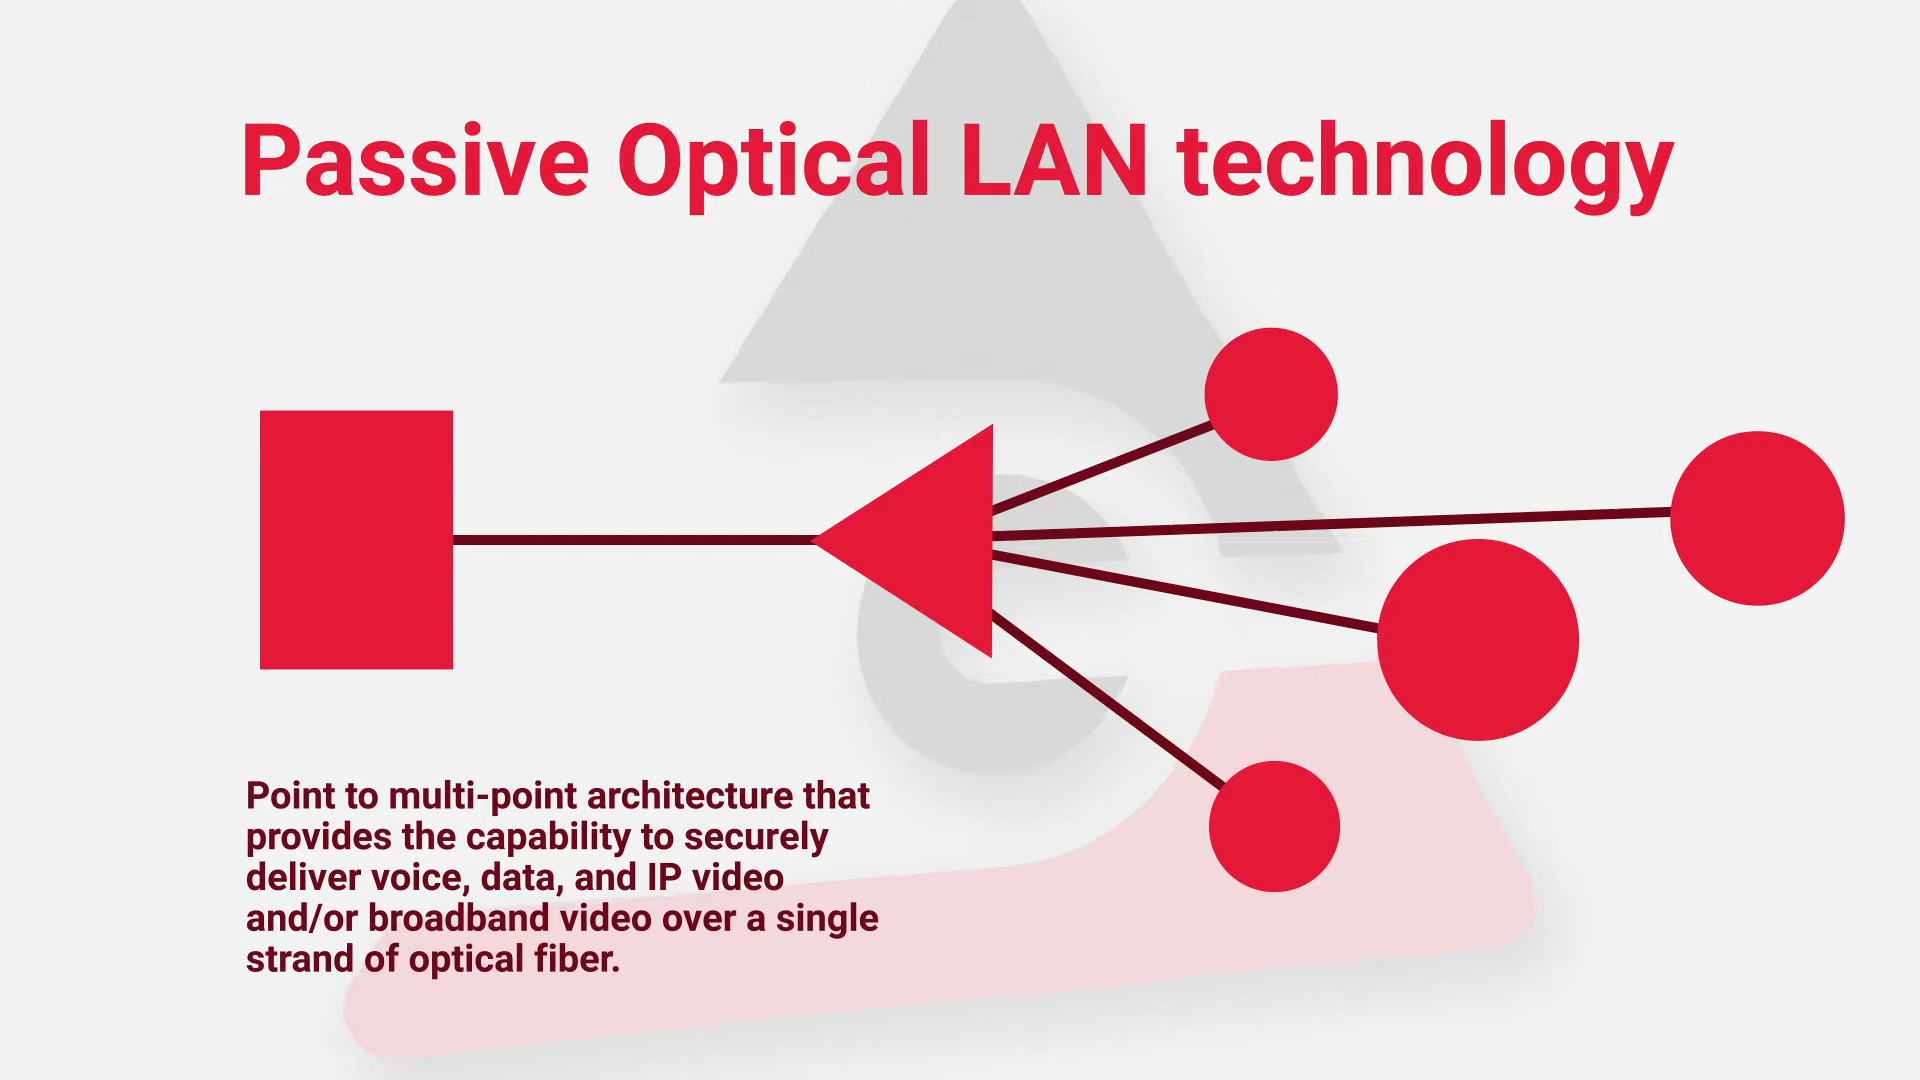 Passive Optical LAN technology
Point to multi-point architecture that
provides the capability to securely
deliver voice, data, and IP video
and/or broadband video over a single
strand of optical fiber.